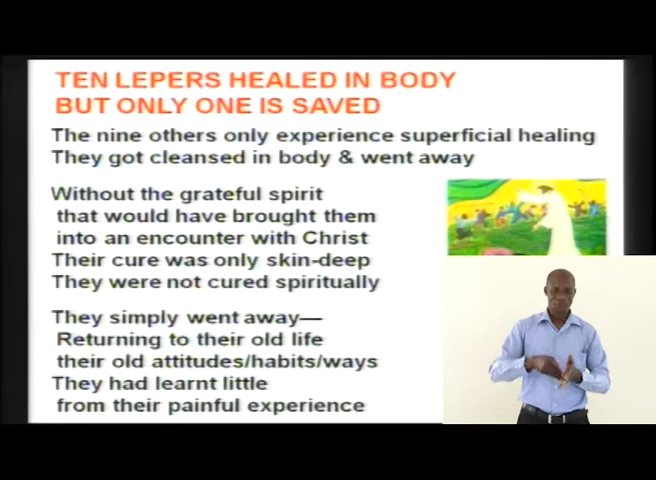 TEN LEPERS HEALED IN BODY
BUT ONLY ONE IS SAVED
The nine others only experience superficial healing
They got cleansed in body & went away
Without the grateful spirit
that would have brought them
into an encounter with Christ
Their cure was only skin-deep
They were not cured spiritually
They simply went away—
Returning to their old life
their old attitudes/habits/ways
They had learnt little
from their painful experience